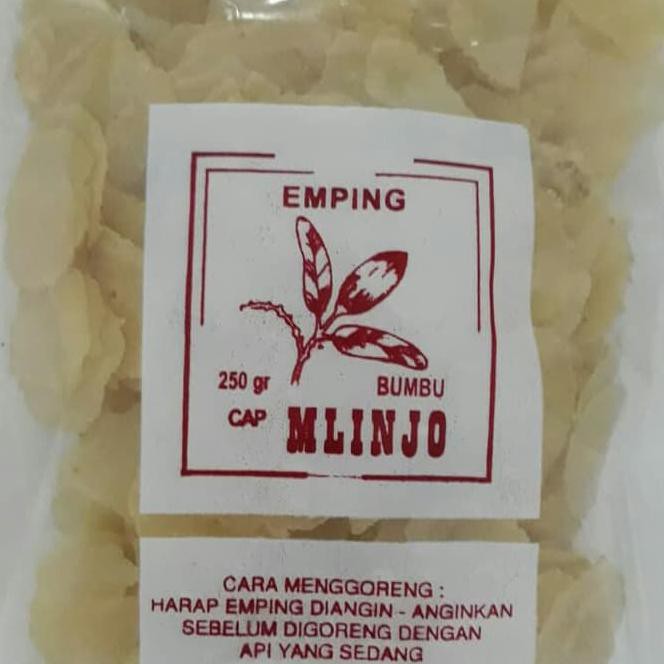 EMPING
250 gr BUMBU
CAP MLINJO
CARA MENGGORENG :
HARAP EMPING DIANGIN - ANGINKAN
SEBELUM DIGORENG DENGAN
API YANG SEDANG